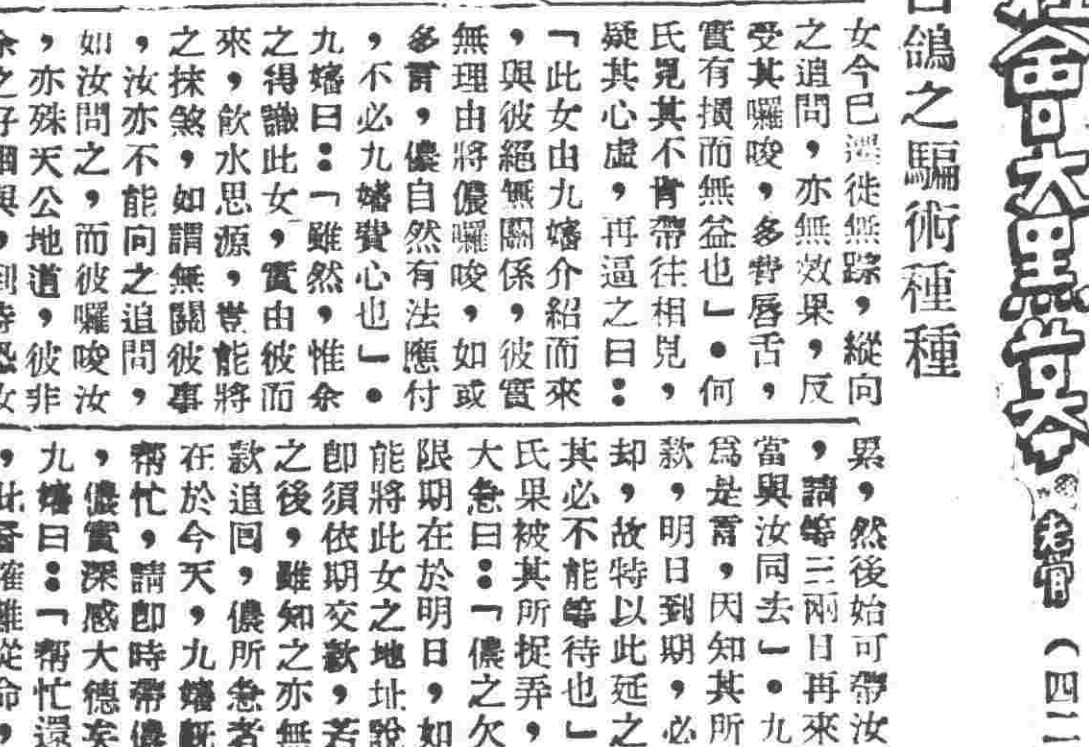 社會大黑幕 老骨 （四二
白鴿之騙術種種
女今已遷徙無踪，縱向
之追問，亦無效果，反
受其囉唆，多費唇舌，
實有損而無益也」。何
氏見其不肯帶往相見，
疑其心虛，再逼之曰：
「此女由九嬸介紹而來
，與彼絕無關係，彼實
無理由將儂囉唆，如或
多言，儂自然有法應付
，不必九嬸費心也」。
九嬸曰：「雖然，惟余
之得識此女，實由彼而
來，飲水思源，豈能將
之抹煞，如謂無關彼事
，汝亦不能向之追問，
如汝問之，而彼囉唆汝
，亦殊天公地道，彼非
余之
累，然後始可帶汝
，請等三兩日再來
當與汝同去」。九
為是言，因知其所
款，明日到期，必
却，故特以此延之
其必不能等待也」
氏果被其所捉弄，
大急曰：「儂之欠
限期在於明日，如
能將此女之地址說
即須依期交款，若
之後，雖知之亦無
款追回，儂所急者
在於今天，九嬸既
幫忙，請即時帶儂
，儂實深感大德矣
九嬸曰：「幫忙還
，此